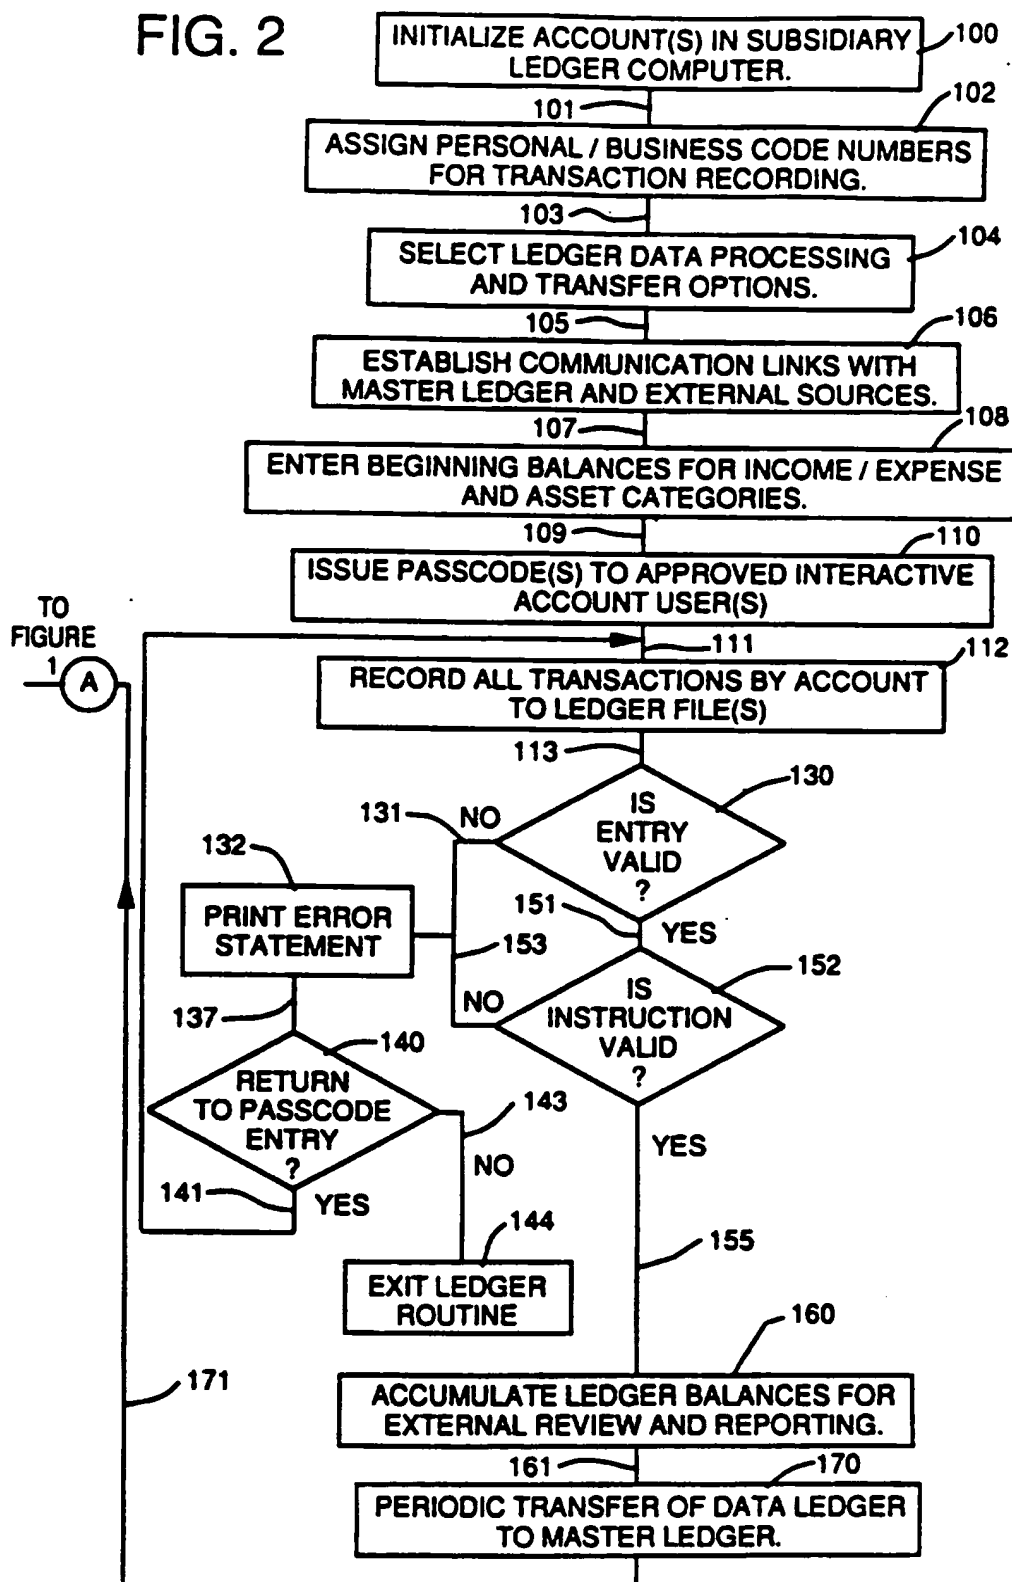 FIG. 2
INITIALIZE ACCOUNT(S) IN SUBSIDIARY
LEDGER COMPUTER.
100
101
102
ASSIGN PERSONAL / BUSINESS CODE NUMBERS
FOR TRANSACTION RECORDING.
103
104
SELECT LEDGER DATA PROCESSING
AND TRANSFER OPTIONS.
105
106
ESTABLISH COMMUNICATION LINKS WITH
MASTER LEDGER AND EXTERNAL SOURCES.
107
108
ENTER BEGINNING BALANCES FOR INCOME / EXPENSE
AND ASSET CATEGORIES.
109
110
ISSUE PASSCODE(S) TO APPROVED INTERACTIVE
ACCOUNT USER(S)
TO
FIGURE
1
A
111
112
RECORD ALL TRANSACTIONS BY ACCOUNT
TO LEDGER FILE(S)
113
130
IS
ENTRY
VALID
?
131
NO
132
PRINT ERROR
STATEMENT
151
YES
153
152
IS
INSTRUCTION
VALID
?
NO
137
140
RETURN
TO PASSCODE
ENTRY
?
143
NO
YES
141
YES
144
EXIT LEDGER
ROUTINE
155
160
171
ACCUMULATE LEDGER BALANCES FOR
EXTERNAL REVIEW AND REPORTING.
161
170
PERIODIC TRANSFER OF DATA LEDGER
TO MASTER LEDGER.